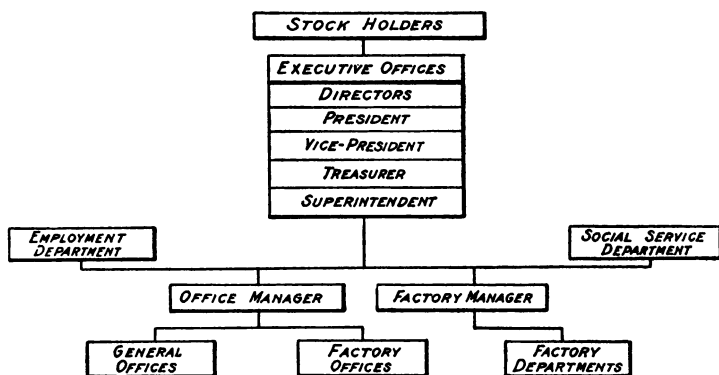 STOCK HOLDERS
EXECUTIVE OFFICES
DIRECTORS
PRESIDENT
VICE-PRESIDENT
TREASURER
SUPERINTENDENT
EMPLOYMENT
DEPARTMENT
SOCIAL SERVICE
DEPARTMENT
OFFICE MANAGER
FACTORY MANAGER
GENERAL
OFFICES
FACTORY
OFFICES
FACTORY
DEPARTMENTS